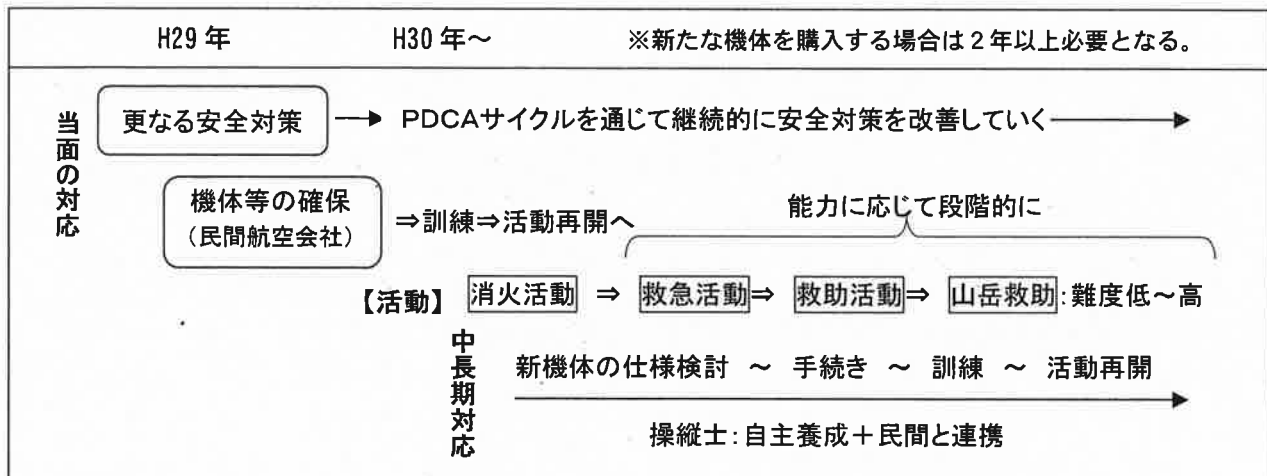 H29年 H30年~ ※新たな機体を購入する場合は2年以上必要となる。
当面の対応
更なる安全対策 → PDCAサイクルを通じて継続的に安全対策を改善していく →
機体等の確保
(民間航空会社)
⇒訓練⇒活動再開へ
能力に応じて段階的に
【活動】 消火活動 ⇒ 救急活動⇒ 救助活動⇒ 山岳救助:難度低~高
中長期対応
新機体の仕様検討 ~ 手続き ~ 訓練 ~ 活動再開
操縦士:自主養成+民間と連携